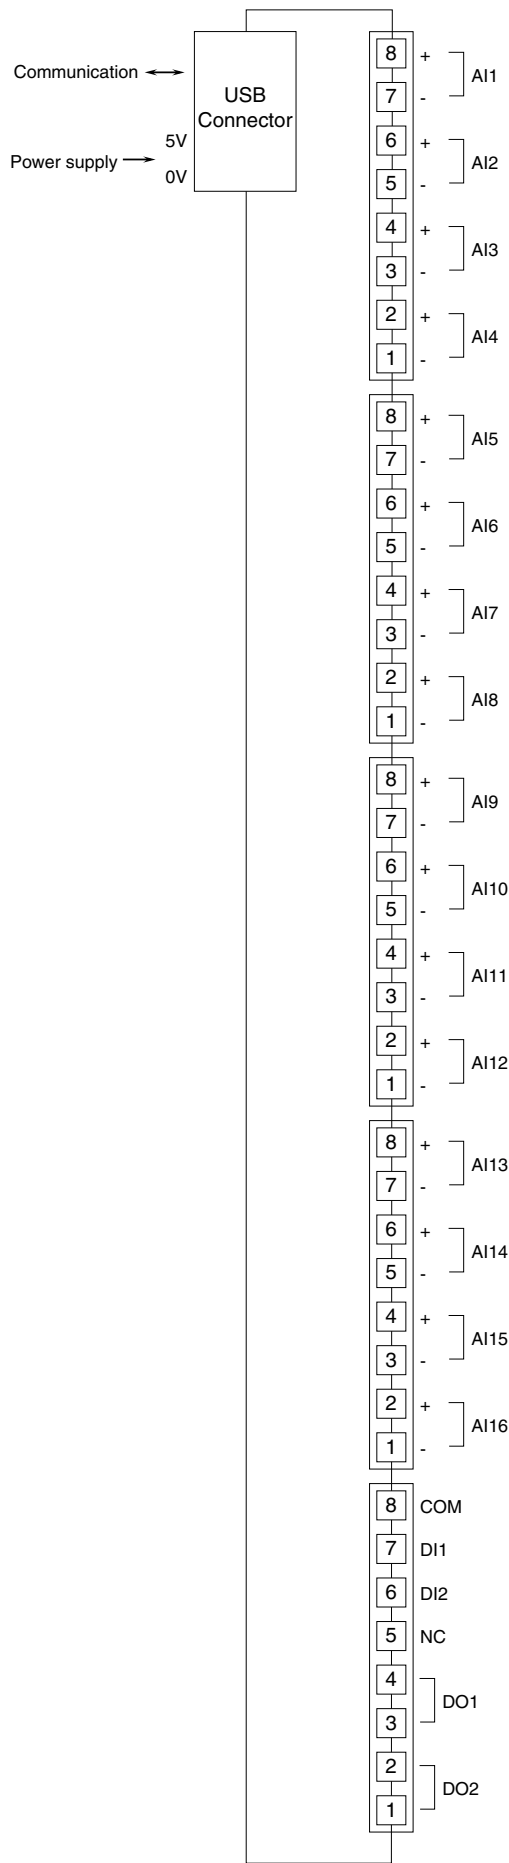 Communication
USB
Connector
5V
Power supply
0V
8 +
AI1
7 -
6 +
AI2
5 -
4 +
AI3
3 -
2 +
AI4
1 -
8 +
AI5
7 -
6 +
AI6
5 -
4 +
AI7
3 -
2 +
AI8
1 -
8 +
AI9
7 -
6 +
AI10
5 -
4 +
AI11
3 -
2 +
AI12
1 -
8 +
AI13
7 -
6 +
AI14
5 -
4 +
AI15
3 -
2 +
AI16
1 -
8 COM
7 DI1
6 DI2
5 NC
4
DO1
3
2
DO2
1